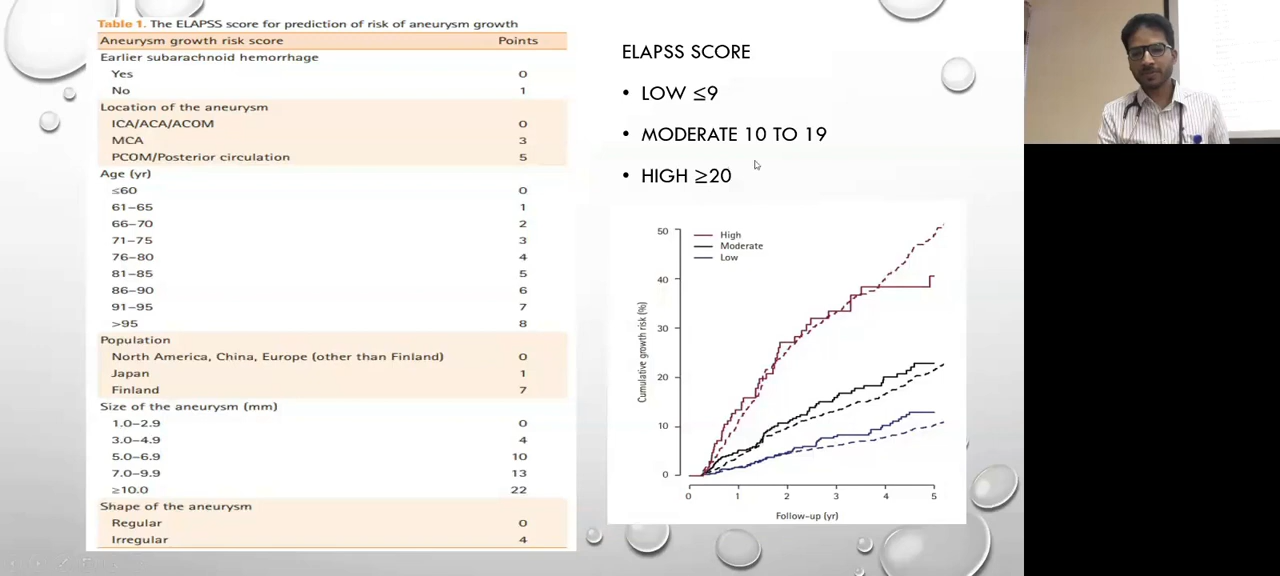 Table 1. The ELAPSS score for prediction of risk of aneurysm growth
Aneurysm growth risk score Points
Earlier subarachnoid hemorrhage
Yes 0
No 1
Location of the aneurysm
ICA/ACA/ACOM 0
MCA 3
PCOM/Posterior circulation 5
Age (yr)
≤60 0
61–65 1
66–70 2
71–75 3
76–80 4
81–85 5
86–90 6
91–95 7
>95 8
Population
North America, China, Europe (other than Finland) 0
Japan 1
Finland 7
Size of the aneurysm (mm)
1.0–2.9 0
3.0–4.9 4
5.0–6.9 10
7.0–9.9 13
≥10.0 22
Shape of the aneurysm
Regular 0
Irregular 4
ELAPSS SCORE
• LOW ≤9
• MODERATE 10 TO 19
• HIGH ≥20
High
Moderate
Low
Cumulative growth risk (%)
50
40
30
20
10
0
0 1 2 3 4 5
Follow-up (yr)